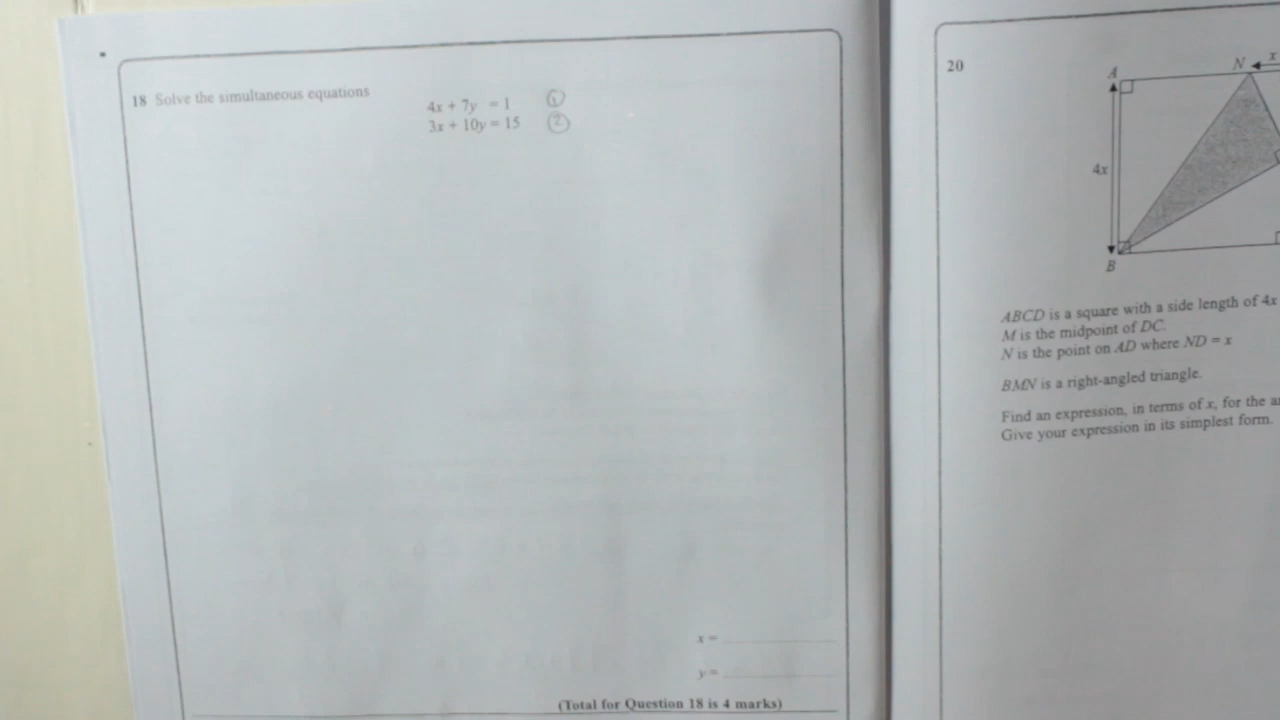 18 Solve the simultaneous equations
4x + 7y = 1 ①
3x + 10y = 15 ②
x =
y =
(Total for Question 18 is 4 marks)
20
A
N
x
4x
B
ABCD is a square with a side length of 4x
M is the midpoint of DC.
N is the point on AD where ND = x
BMN is a right-angled triangle.
Find an expression, in terms of x, for the
Give your expression in its simplest form.